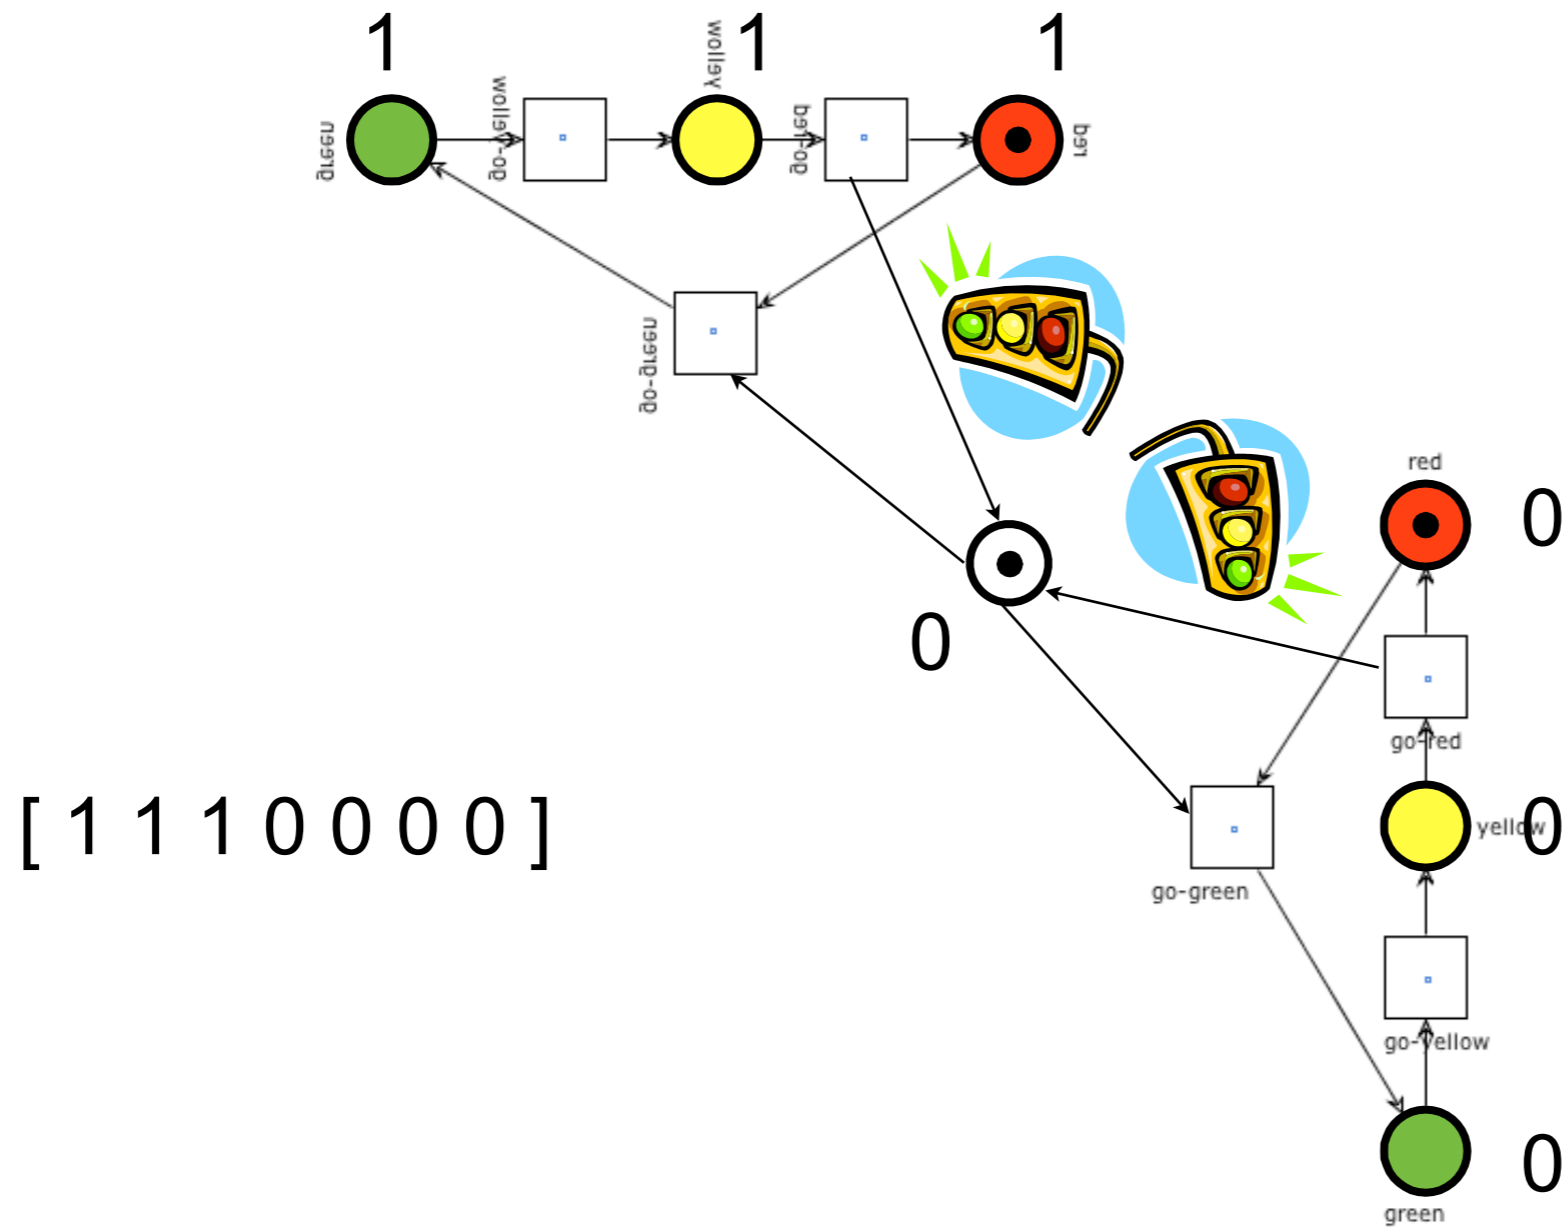 1 1 1
green go-yellow yellow go-red red
go-green
red
0
0
go-red
[ 1 1 1 0 0 0 0 ]
yellow 0
go-green
go-yellow
0
green